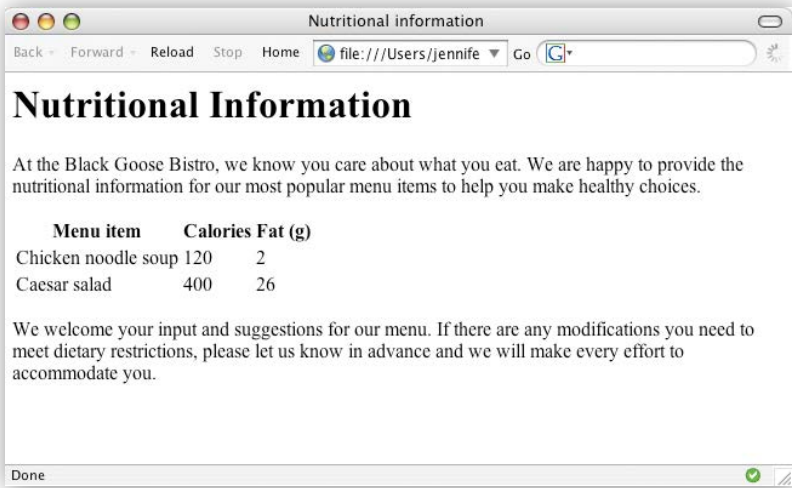 Nutritional information
Back Forward Reload Stop Home file:///Users/jennife Go G
Nutritional Information
At the Black Goose Bistro, we know you care about what you eat. We are happy to provide the
nutritional information for our most popular menu items to help you make healthy choices.
Menu item Calories Fat (g)
Chicken noodle soup 120 2
Caesar salad 400 26
We welcome your input and suggestions for our menu. If there are any modifications you need to
meet dietary restrictions, please let us know in advance and we will make every effort to
accommodate you.
Done